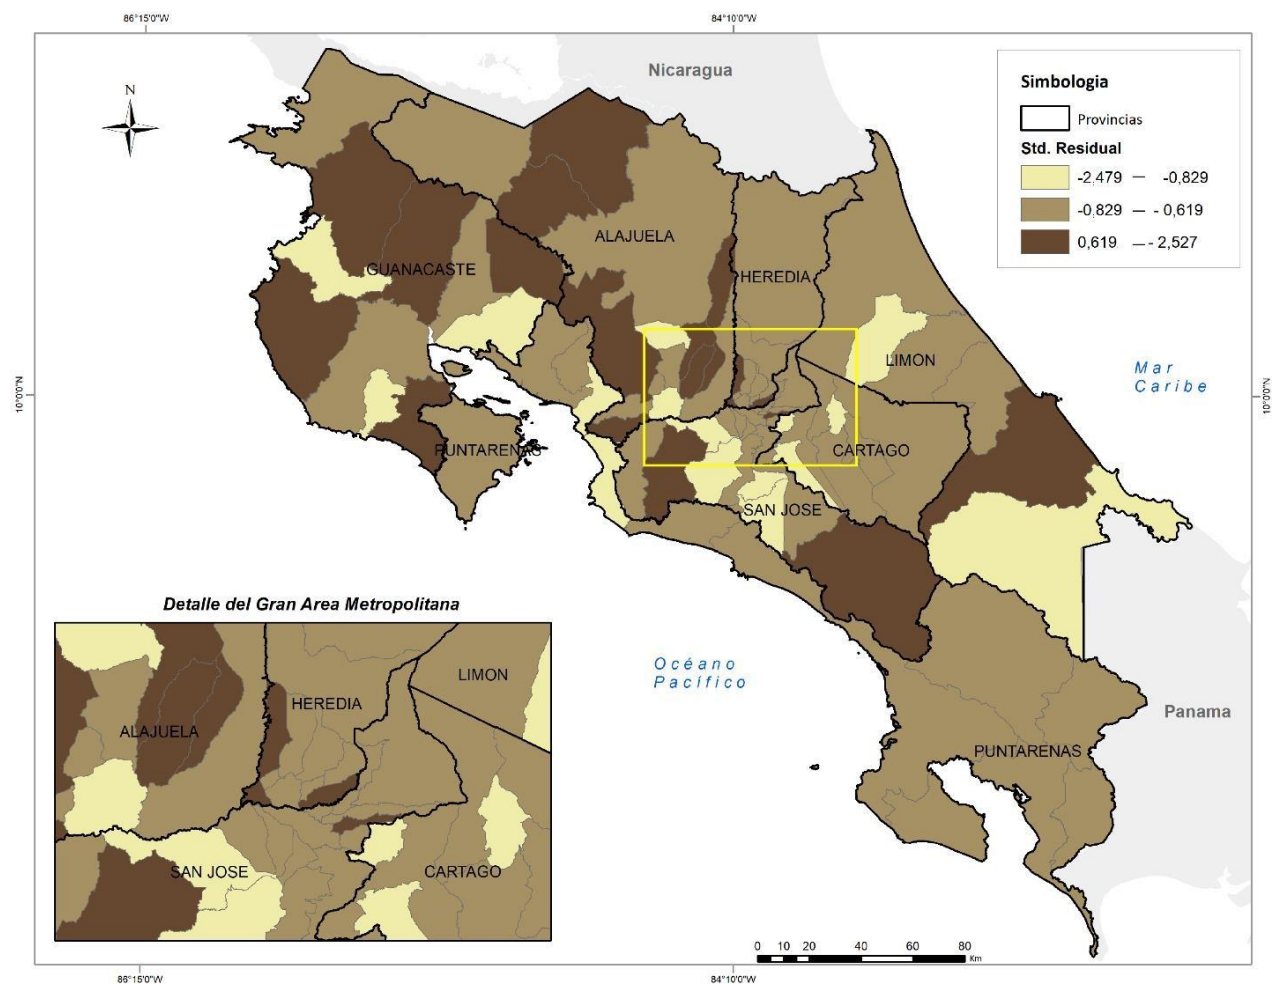 86°15'0"W
84°10'0"W
Nicaragua
N
Simbologia
Provincias
Std. Residual
-2,479 — -0,829
-0,829 — - 0,619
0,619 — - 2,527
ALAJUELA
HEREDIA
GUANACASTE
LIMON
Mar
Caribe
10°0'0"N
10°0'0"N
PUNTARENAS
CARTAGO
SAN JOSE
Detalle del Gran Area Metropolitana
LIMON
HEREDIA
ALAJUELA
SAN JOSE
CARTAGO
Océano
Pacífico
Panama
PUNTARENAS
0 10 20 40 60 80
Km
86°15'0"W
84°10'0"W